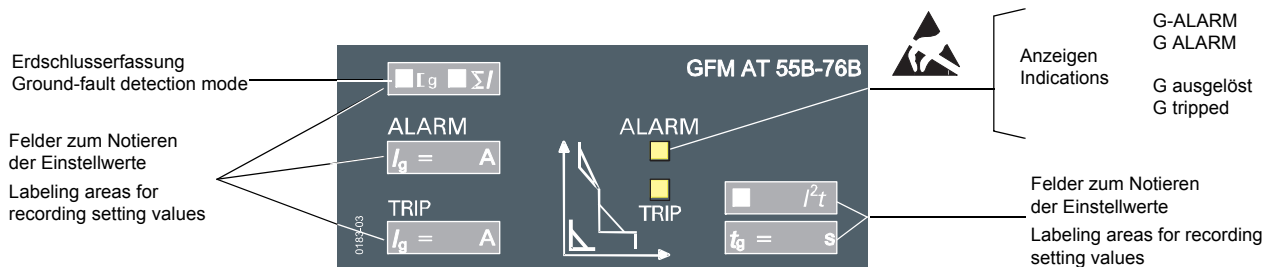 Erdschlusserfassung
Ground-fault detection mode
Felder zum Notieren
der Einstellwerte
Labeling areas for
recording setting values
g ΣI
GFM AT 55B-76B
ALARM
Ig = A
TRIP
Ig = A
0183-03
ALARM
TRIP
I²t
tg = s
Anzeigen
Indications
G-ALARM
G ALARM
G ausgelöst
G tripped
Felder zum Notieren
der Einstellwerte
Labeling areas for recording
setting values